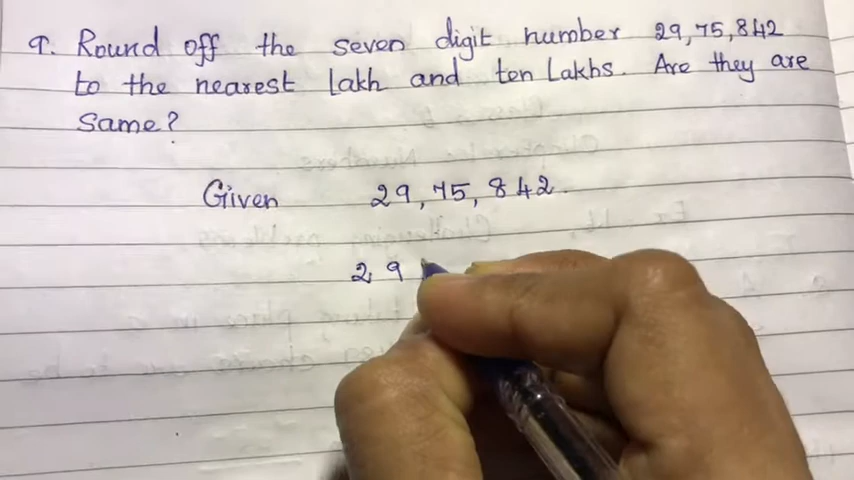 9. Round off the seven digit number 29,75,842
to the nearest Lakh and ten Lakhs. Are they are
Same?
Given 29,75,842.
29